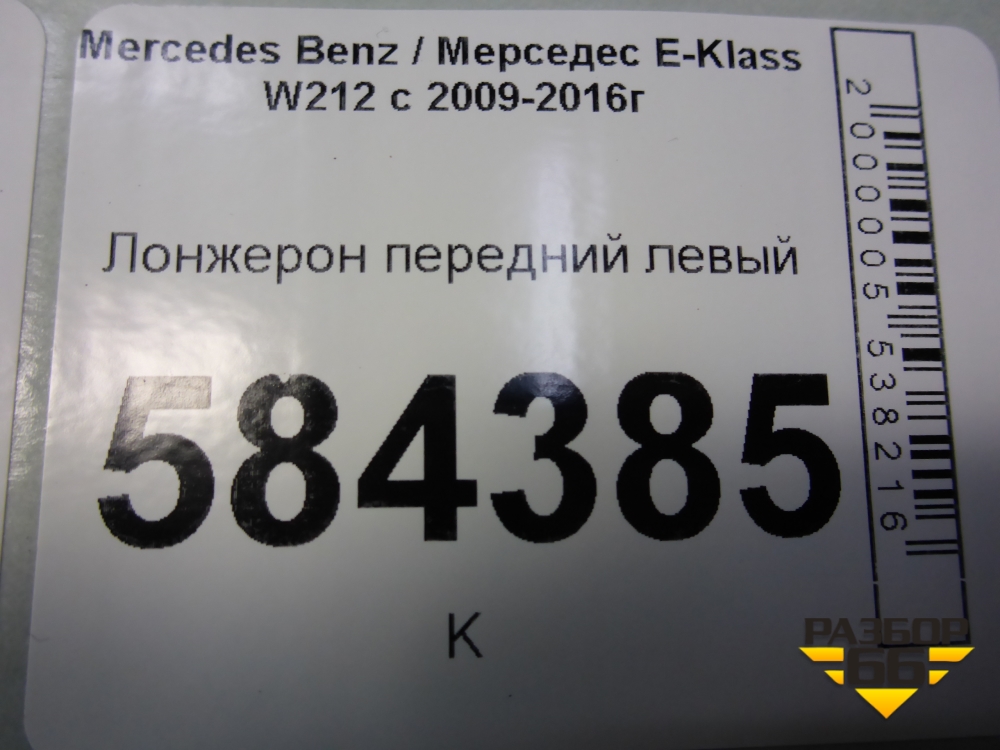 Mercedes Benz / Мерседес E-Klass
W212 с 2009-2016г
Лонжерон передний левый
584385
К
2000005538216
РАЗБОР
66